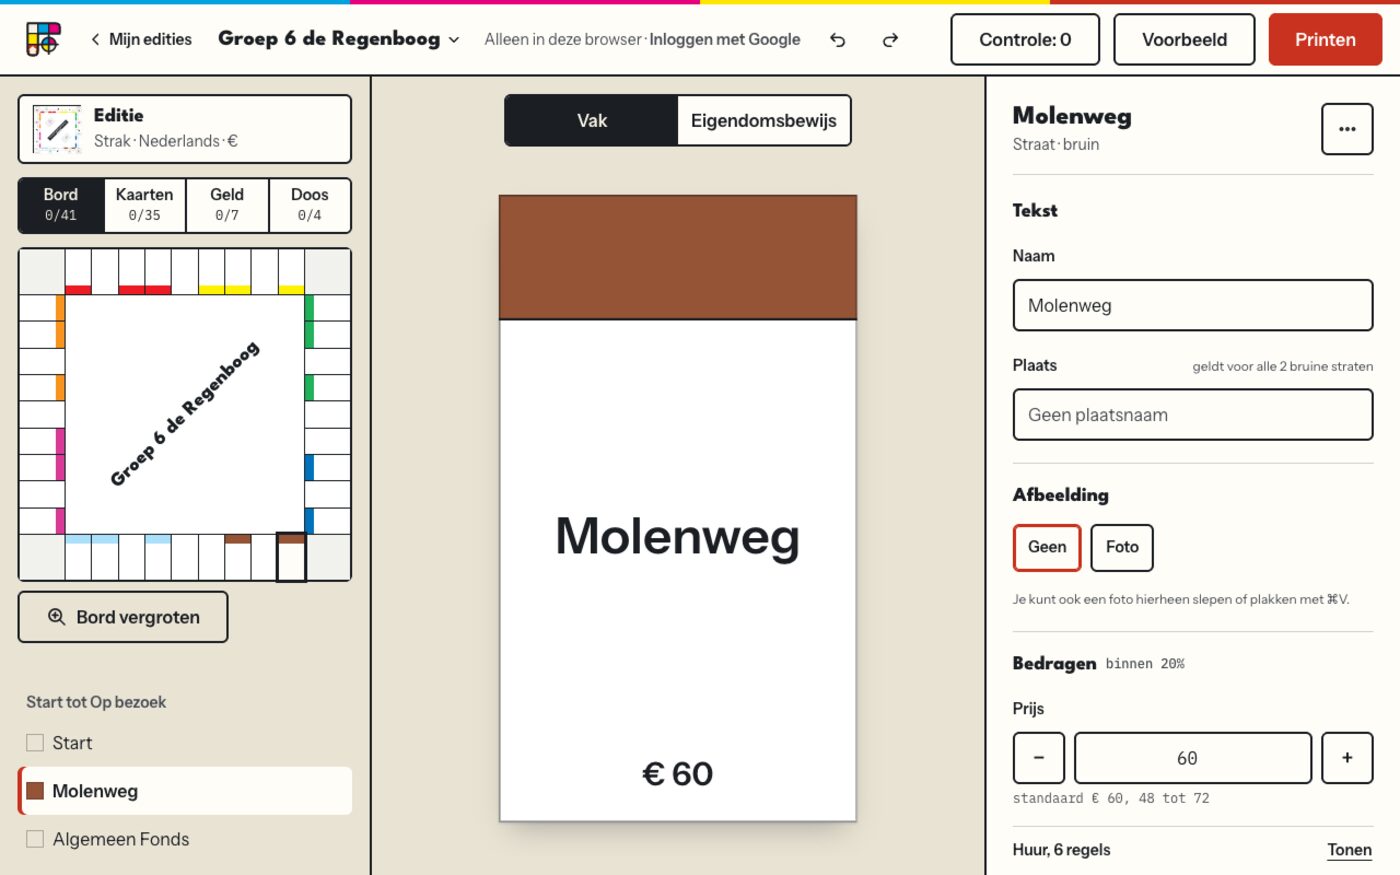 Mijn edities
Groep 6 de Regenboog
Alleen in deze browser · Inloggen met Google
Controle: 0
Voorbeeld
Printen
Editie
Strak · Nederlands · €
Bord
0/41
Kaarten
0/35
Geld
0/7
Doos
0/4
Groep 6 de Regenboog
Bord vergroten
Start tot Op bezoek
Start
Molenweg
Algemeen Fonds
Vak
Eigendomsbewijs
Molenweg
€ 60
Molenweg
Straat · bruin
Tekst
Naam
Molenweg
Plaats
geldt voor alle 2 bruine straten
Geen plaatsnaam
Afbeelding
Geen
Foto
Je kunt ook een foto hierheen slepen of plakken met ⌘V.
Bedragen binnen 20%
Prijs
− 60 +
standaard € 60, 48 tot 72
Huur, 6 regels
Tonen